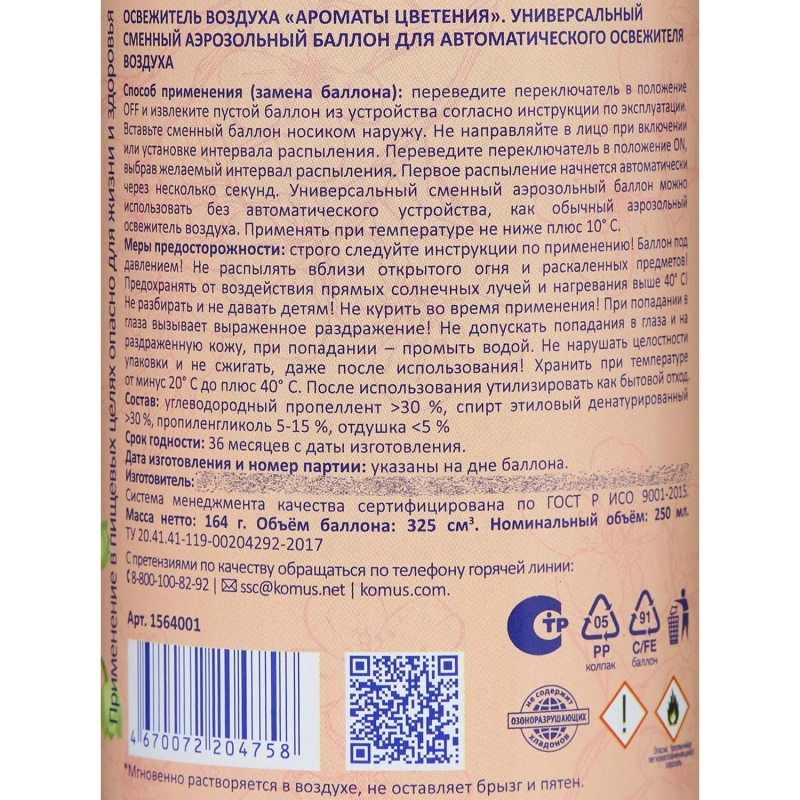 ОСВЕЖИТЕЛЬ ВОЗДУХА «АРОМАТЫ ЦВЕТЕНИЯ». УНИВЕРСАЛЬНЫЙ
СМЕННЫЙ АЭРОЗОЛЬНЫЙ БАЛЛОН ДЛЯ АВТОМАТИЧЕСКОГО ОСВЕЖИТЕЛЯ
ВОЗДУХА
Способ применения (замена баллона): переведите переключатель в положение
OFF и извлеките пустой баллон из устройства согласно инструкции по эксплуатации.
Вставьте сменный баллон носиком наружу. Не направляйте в лицо при включении
или установке интервала распыления. Переведите переключатель в положение ON,
выбрав желаемый интервал распыления. Первое распыление начнется автоматически
через несколько секунд. Универсальный сменный аэрозольный баллон можно
использовать без автоматического устройства, как обычный аэрозольный
освежитель воздуха. Применять при температуре не ниже плюс 10° С.
Меры предосторожности: строго следуйте инструкции по применению! Баллон под
давлением! Не распылять вблизи открытого огня и раскаленных предметов!
Предохранять от воздействия прямых солнечных лучей и нагревания выше 40° С!
Не разбирать и не давать детям! Не курить во время применения! При попадании в
глаза вызывает выраженное раздражение! Не допускать попадания в глаза и на
раздраженную кожу, при попадании – промыть водой. Не нарушать целостности
упаковки и не сжигать, даже после использования! Хранить при температуре
от минус 20° С до плюс 40° С. После использования утилизировать как бытовой отход.
Состав: углеводородный пропеллент >30 %, спирт этиловый денатурированный
>30 %, пропиленгликоль 5-15 %, отдушка <5 %
Срок годности: 36 месяцев с даты изготовления.
Дата изготовления и номер партии: указаны на дне баллона.
Изготовитель:
Система менеджмента качества сертифицирована по ГОСТ Р ИСО 9001-2015.
Масса нетто: 164 г. Объём баллона: 325 см³. Номинальный объём: 250 мл.
ТУ 20.41.41-119-00204292-2017
С претензиями по качеству обращаться по телефону горячей линии:
8-800-100-82-92 | ssc@komus.net | komus.com.
Арт. 1564001
4 670072 204758
СТР
05
PP
колпак
91
C/FE
баллон
не содержит
ОЗОНОРАЗРУШАЮЩИХ
хладонов
*Мгновенно растворяется в воздухе, не оставляет брызг и пятен.
Применение в пищевых целях опасно для жизни и здоровья